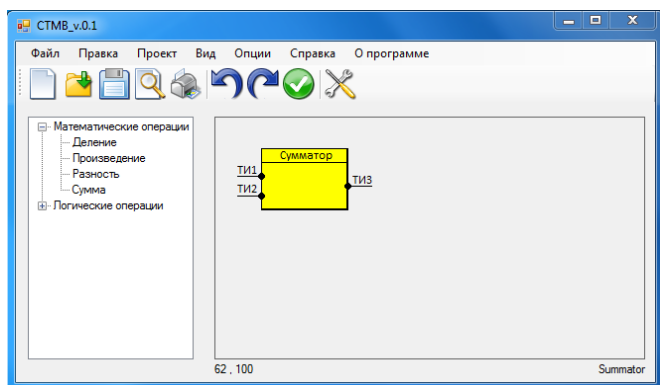 CTMB_v.0.1
Файл Правка Проект Вид Опции Справка О программе
Математические операции
Деление
Произведение
Разность
Сумма
Логические операции
Сумматор
ТИ1
ТИ2
ТИ3
62 , 100
Summator